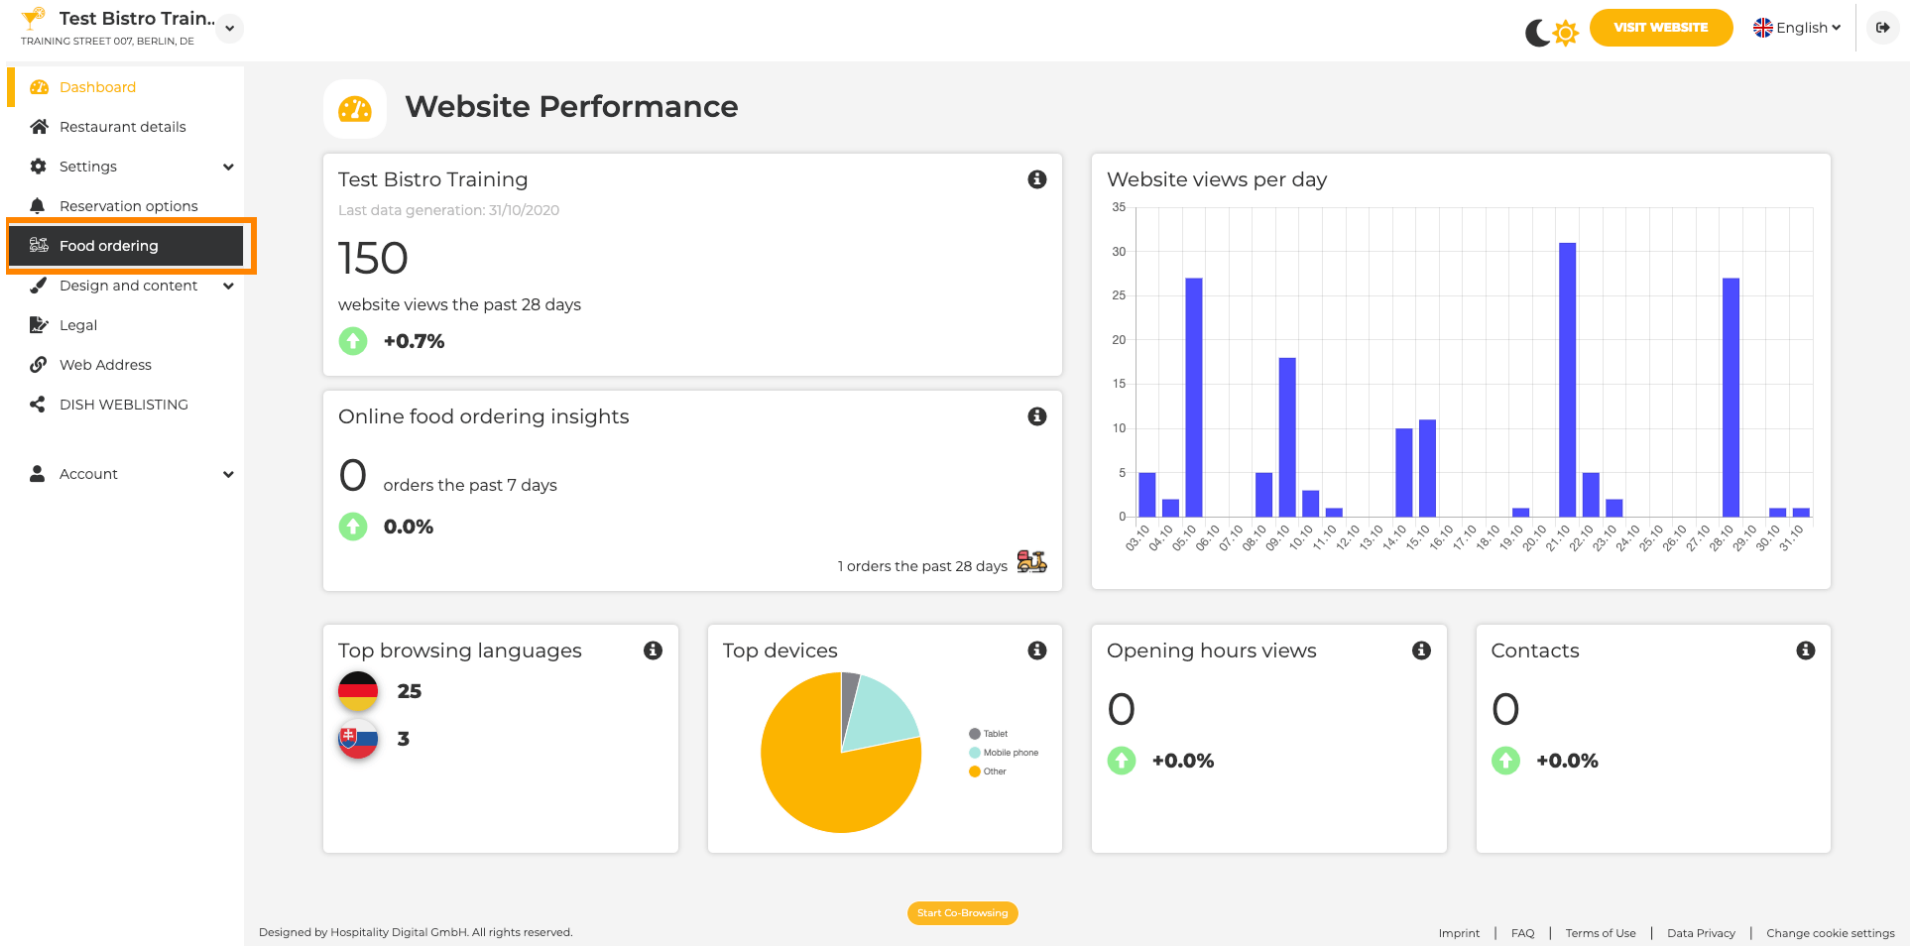 Test Bistro Train..
TRAINING STREET 007, BERLIN, DE
VISIT WEBSITE
English
Dashboard
Restaurant details
Settings
Reservation options
Food ordering
Design and content
Legal
Web Address
DISH WEBLISTING
Account
Website Performance
Test Bistro Training
Last data generation: 31/10/2020
150
website views the past 28 days
+0.7%
Online food ordering insights
0 orders the past 7 days
0.0%
1 orders the past 28 days
Website views per day
35
30
25
20
15
10
5
0
03.10 04.10 05.10 06.10 07.10 08.10 09.10 10.10 11.10 12.10 13.10 14.10 15.10 16.10 17.10 18.10 19.10 20.10 21.10 22.10 23.10 24.10 25.10 26.10 27.10 28.10 29.10 30.10 31.10
Top browsing languages
25
3
Top devices
Tablet
Mobile phone
Other
Opening hours views
0
+0.0%
Contacts
0
+0.0%
Start Co-Browsing
Designed by Hospitality Digital GmbH. All rights reserved.
Imprint | FAQ | Terms of Use | Data Privacy | Change cookie settings